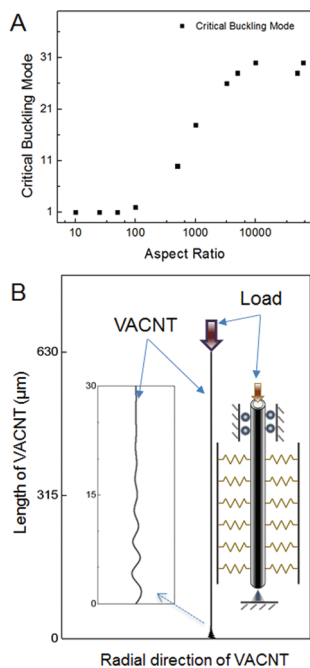 A
Critical Buckling Mode
Critical Buckling Mode
31
21
11
1
10
100
1000
10000
Aspect Ratio
B
Load
VACNT
Length of VACNT (μm)
630
315
0
30
15
0
Radial direction of VACNT